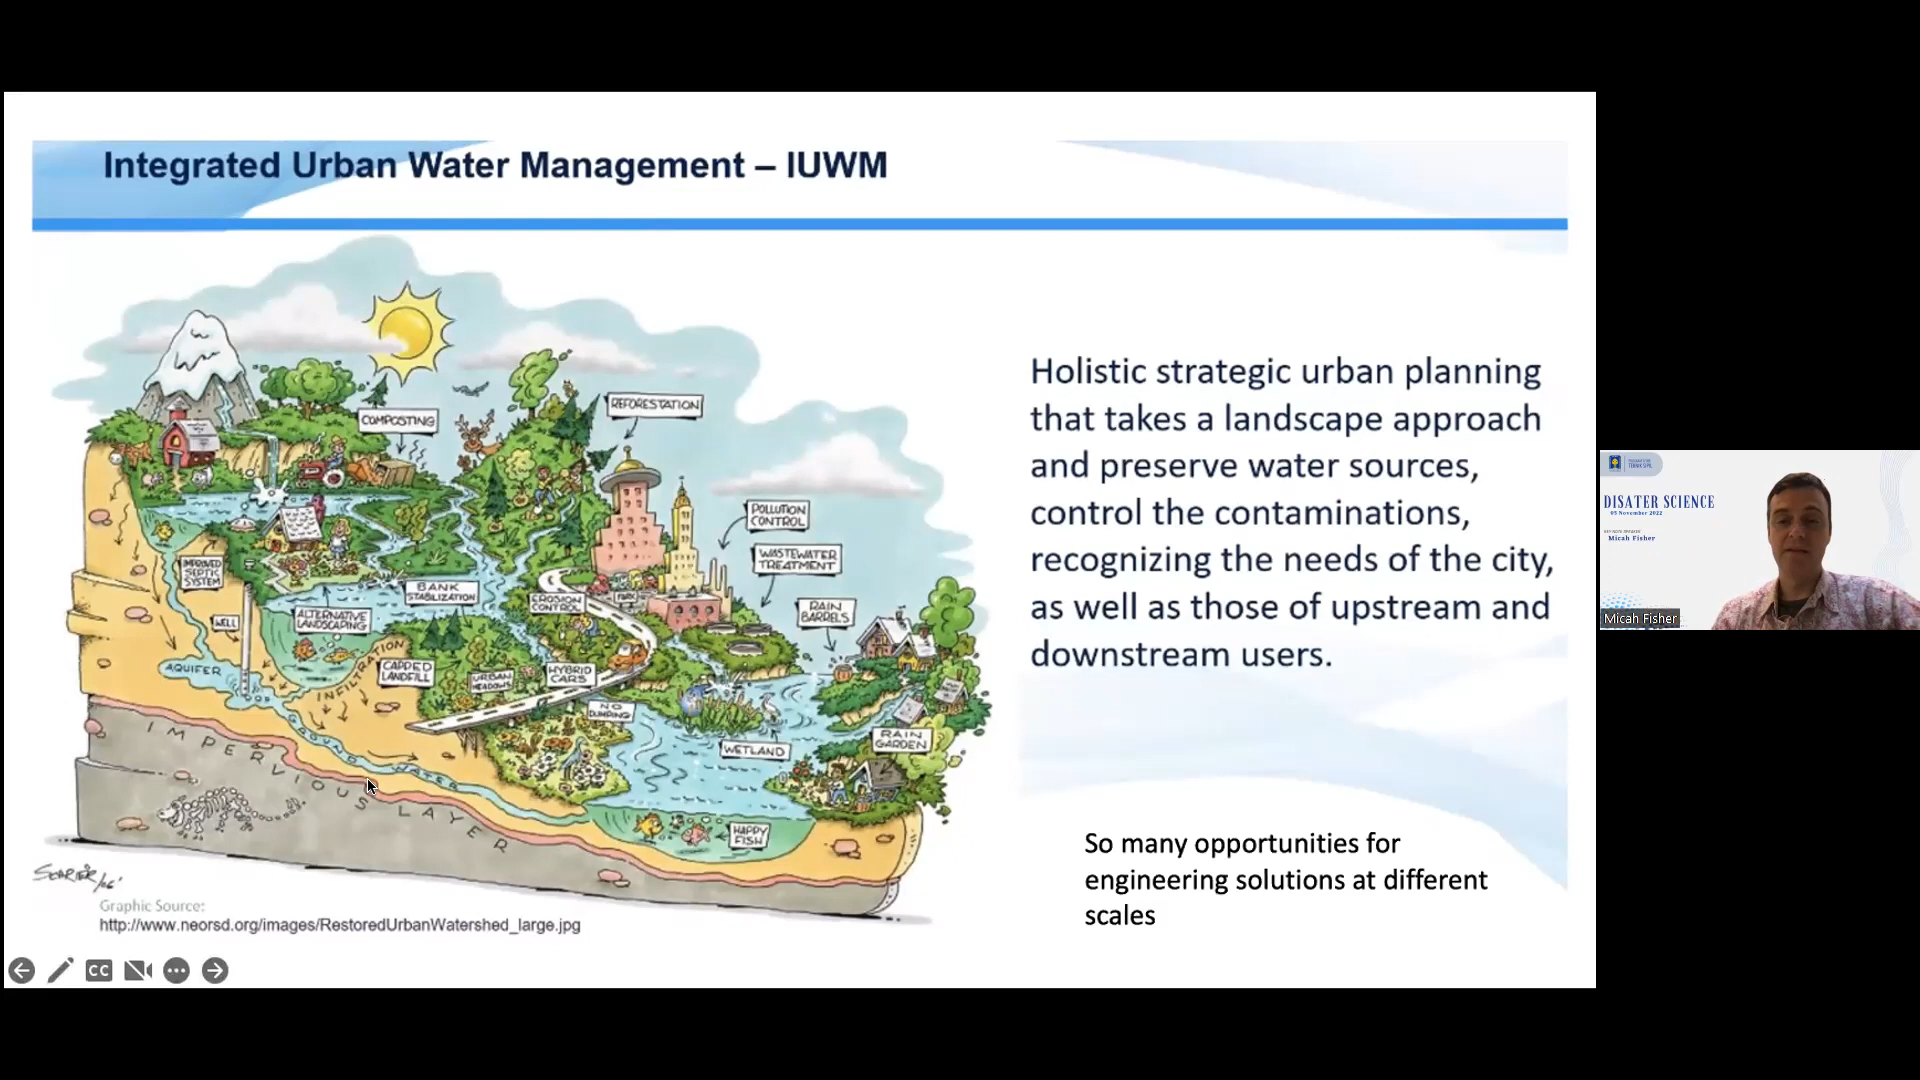 Integrated Urban Water Management – IUWM
COMPOSTING
REFORESTATION
POLLUTION
CONTROL
WASTEWATER
TREATMENT
RAIN
BARRELS
IMPROVED
SEPTIC
SYSTEM
BANK
STABILIZATION
EROSION
CONTROL
PARK
WELL
ALTERNATIVE
LANDSCAPING
AQUIFER
INFILTRATION
CAPPED
LANDFILL
URBAN
MEADOWS
HYBRID
CARS
NO
DUMPING
WETLAND
RAIN
GARDEN
GROUND WATER
IMPERVIOUS LAYER
HAPPY
FISH
Graphic Source:
http://www.neorsd.org/images/RestoredUrbanWatershed_large.jpg
Holistic strategic urban planning
that takes a landscape approach
and preserve water sources,
control the contaminations,
recognizing the needs of the city,
as well as those of upstream and
downstream users.
So many opportunities for
engineering solutions at different
scales
CC
TEKNIK SIPIL
DISATER SCIENCE
05 November 2022
Micah Fisher
Micah Fisher